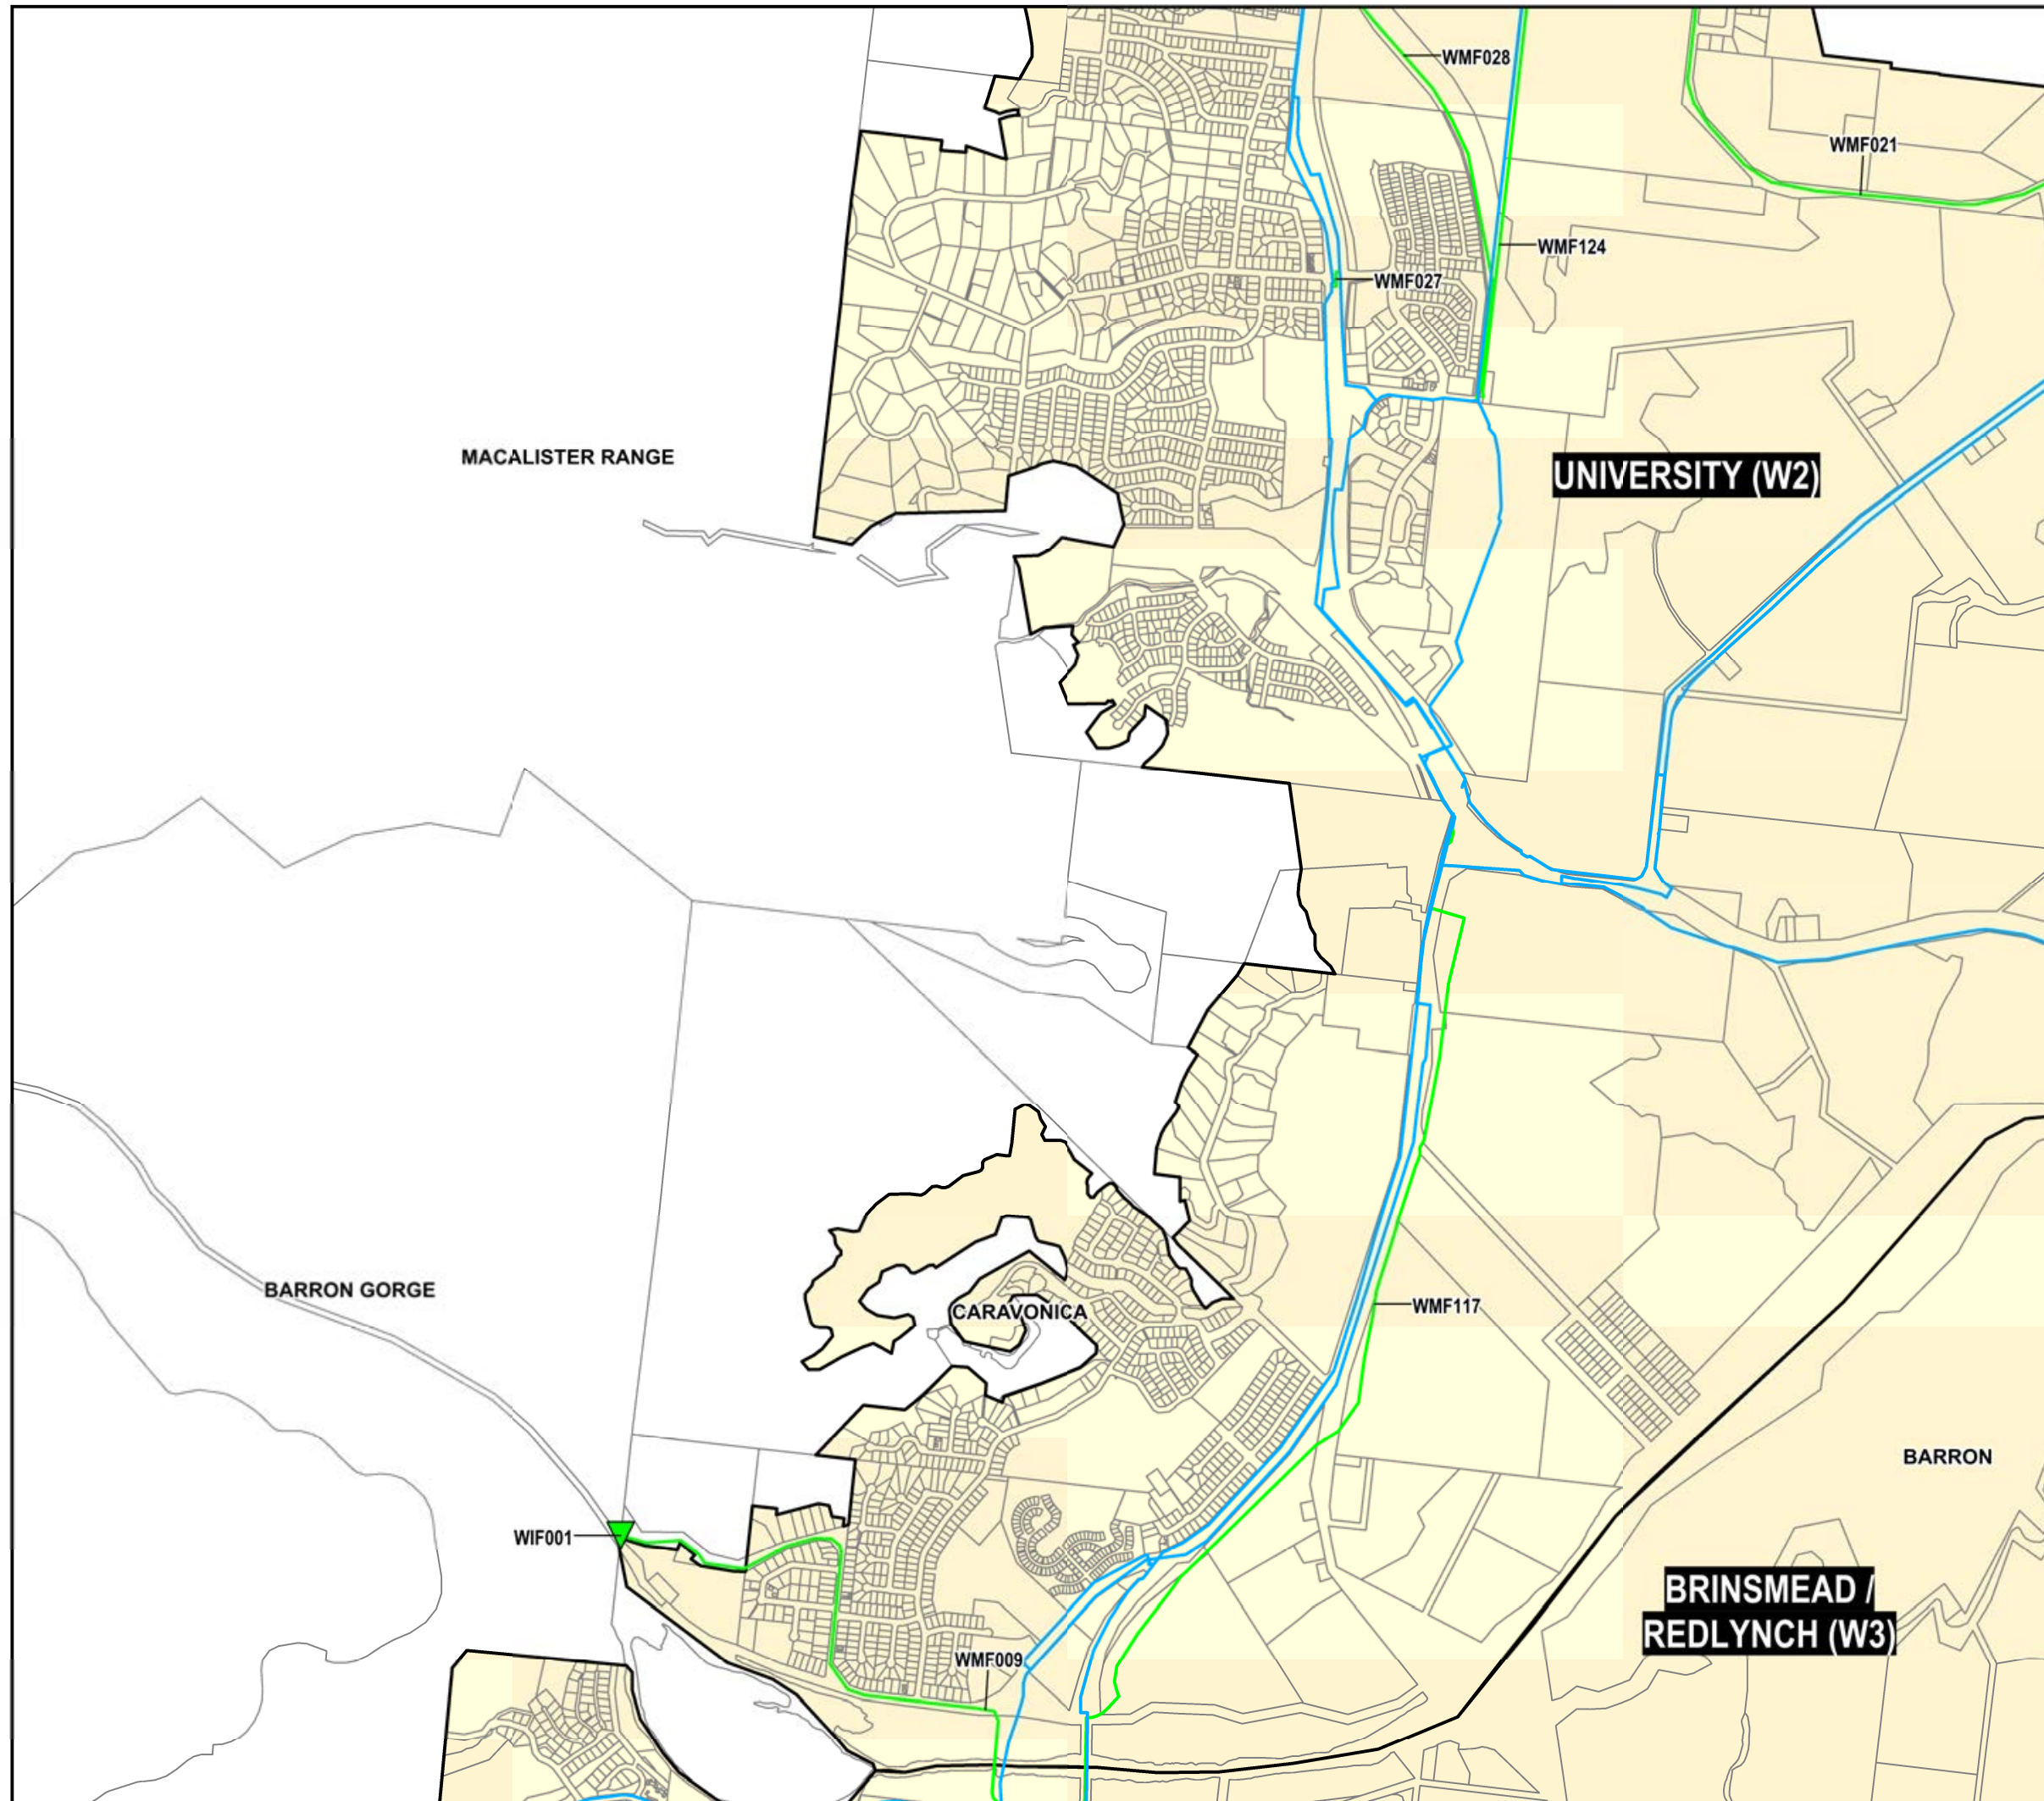 WMF028
WMF021
WMF124
WMF027
MACALISTER RANGE
UNIVERSITY (W2)
BARRON GORGE
CARAVONICA
WMF117
BARRON
WIF001
BRINSMEAD /
REDLYNCH (W3)
WMF009